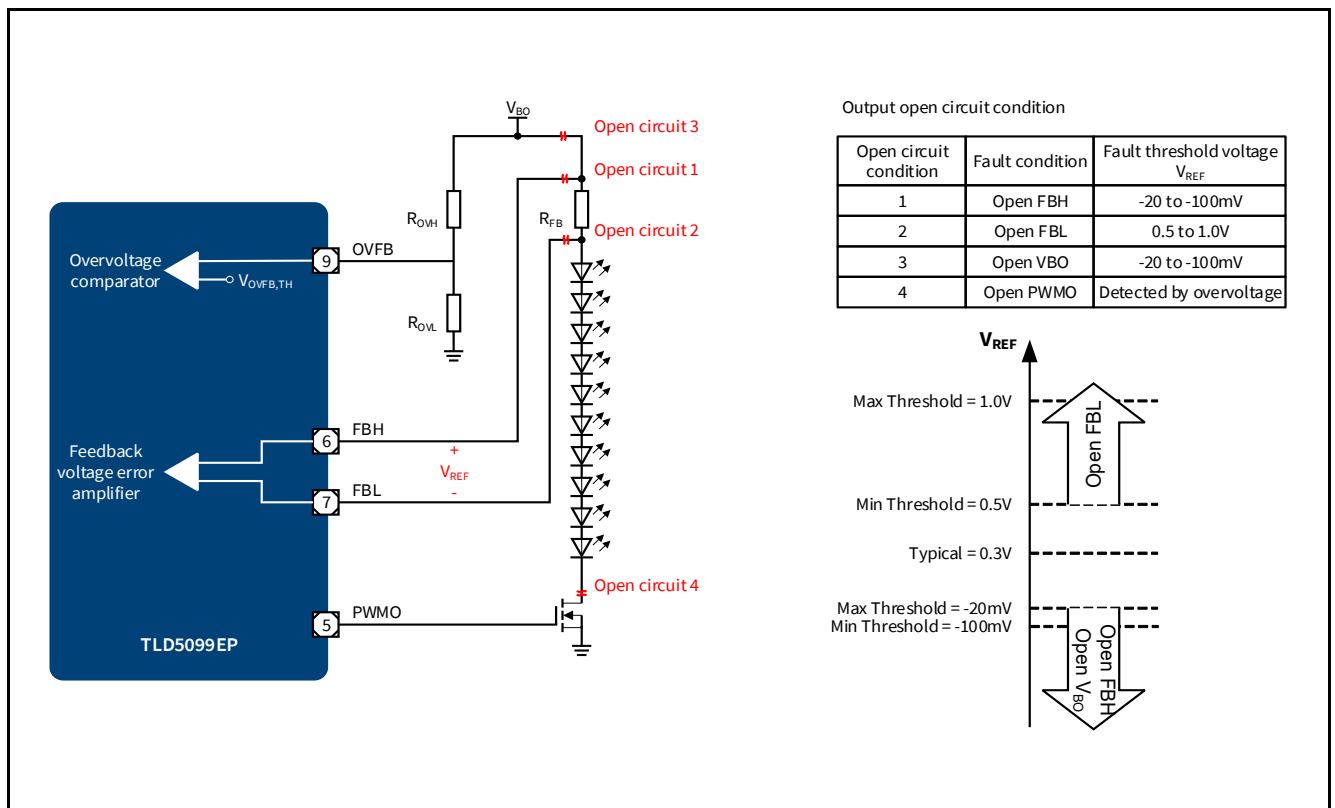 V_BO
Open circuit 3
Open circuit 1
R_OVH
R_FB
Open circuit 2
Overvoltage
comparator
V_OVFB,TH
9
OVFB
R_OVL
Feedback
voltage error
amplifier
6
FBH
+
V_REF
-
7
FBL
Open circuit 4
5
PWMO
TLD5099EP
Output open circuit condition
Open circuit
condition
Fault condition
Fault threshold voltage
V_REF
1
Open FBH
-20 to -100mV
2
Open FBL
0.5 to 1.0V
3
Open VBO
-20 to -100mV
4
Open PWMO
Detected by overvoltage
V_REF
Max Threshold = 1.0V
Open FBL
Min Threshold = 0.5V
Typical = 0.3V
Max Threshold = -20mV
Min Threshold = -100mV
Open FBH
Open V_BO